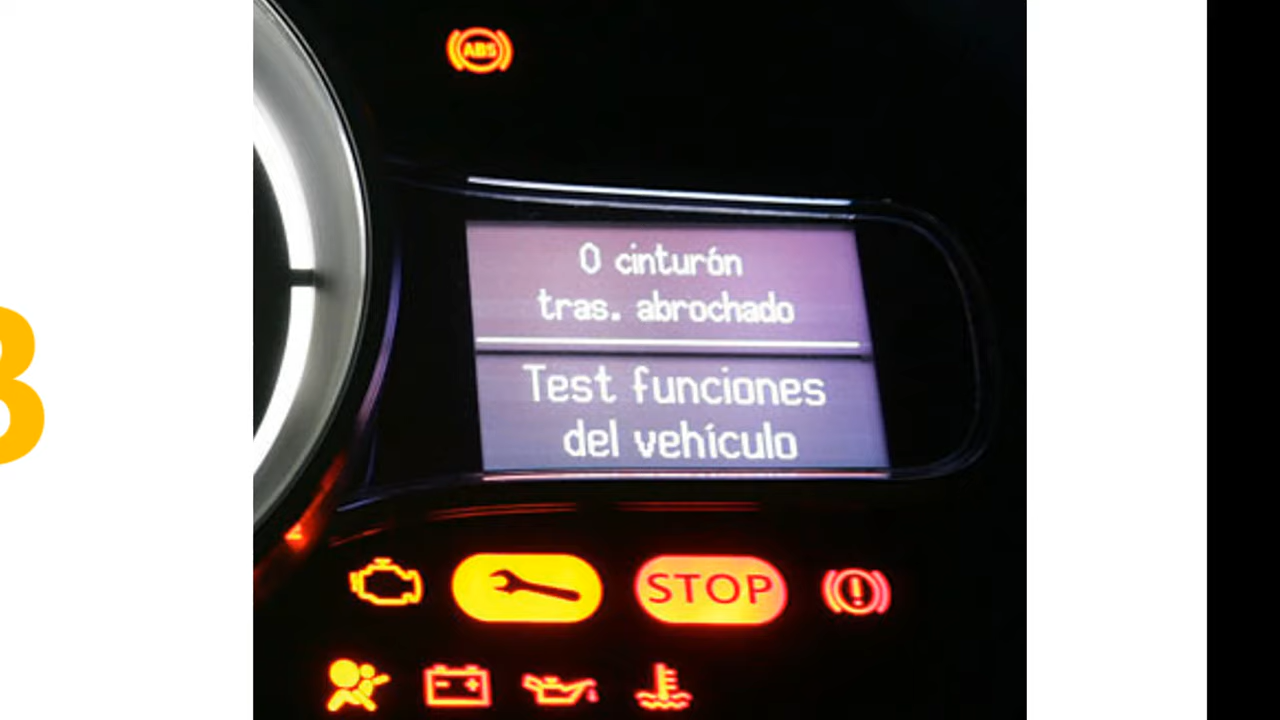 ABS
0 cinturón
tras. abrochado
Test funciones
del vehículo
STOP